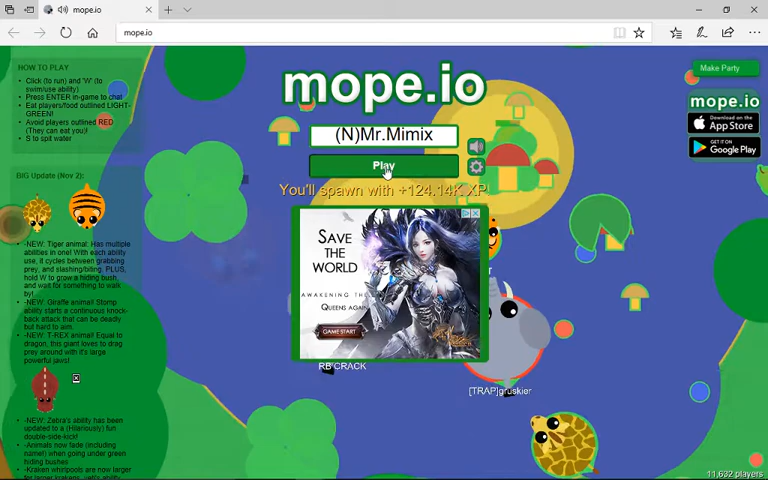 mope.io
mope.io
HOW TO PLAY
- Click (to run) and 'W' (to
swim/use ability)
- Press ENTER in-game to chat
- Eat players/food outlined LIGHT-
GREEN!
- Avoid players outlined RED
(They can eat you)!
- S to spit water
BIG Update (Nov 2):
-NEW: Tiger animal: Has multiple
abilities in one! With each ability
use, it cycles between grabbing
prey, and slashing/biling. PLUS,
hold W to grow a hiding bush,
and wait for something to walk
by!
-NEW: Giraffe animal! Stomp
ability starts a continuous knock-
back attack that can be deadly
but hard to aim.
-NEW: T-REX animal! Equal to
dragon, this giant loves to drag
prey around with it's large
powerful jaws!
-NEW: Zebra's ability has been
updated to a (Hilariously) fun
double-side-kick!
-Animals now fade (including
name!) when going under green
hiding bushes
-Kraken whirlpools are now larger
mope.io
(N)Mr.Mimix
Play
You'll spawn with +124.14K XP!
SAVE
THE
WORLD
AWAKENING THE
QUEENS AGAIN
GAME START
RB CRACK
[TRAP]gruskier
Make Party
mope.io
Download on the
App Store
GET IT ON
Google Play
11,632 players